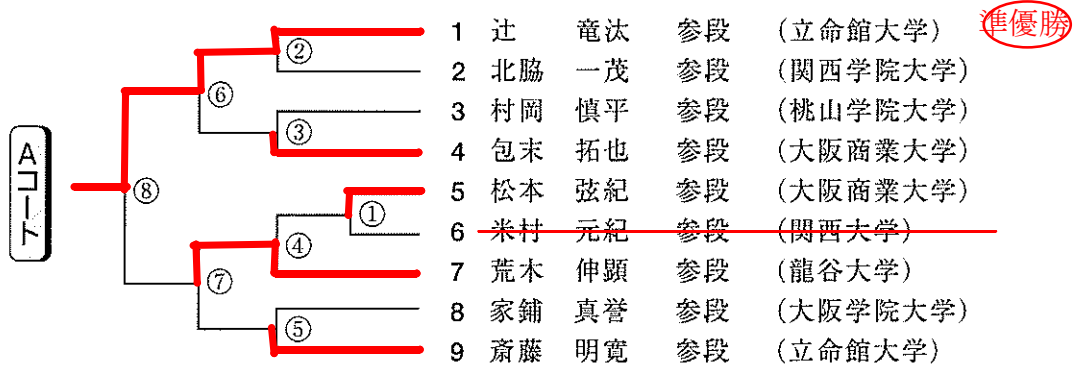 1 辻 竜汰 参段 (立命館大学) 準優勝
② 
2 北脇 一茂 参段 (関西学院大学)
⑥
3 村岡 慎平 参段 (桃山学院大学)
③
4 包末 拓也 参段 (大阪商業大学)
Aコート
⑧
5 松本 弦紀 参段 (大阪商業大学)
①
6 米村 元紀 参段 (関西大学)
④
7 荒木 伸顕 参段 (龍谷大学)
⑦
8 家鋪 真誉 参段 (大阪学院大学)
⑤
9 斎藤 明寛 参段 (立命館大学)